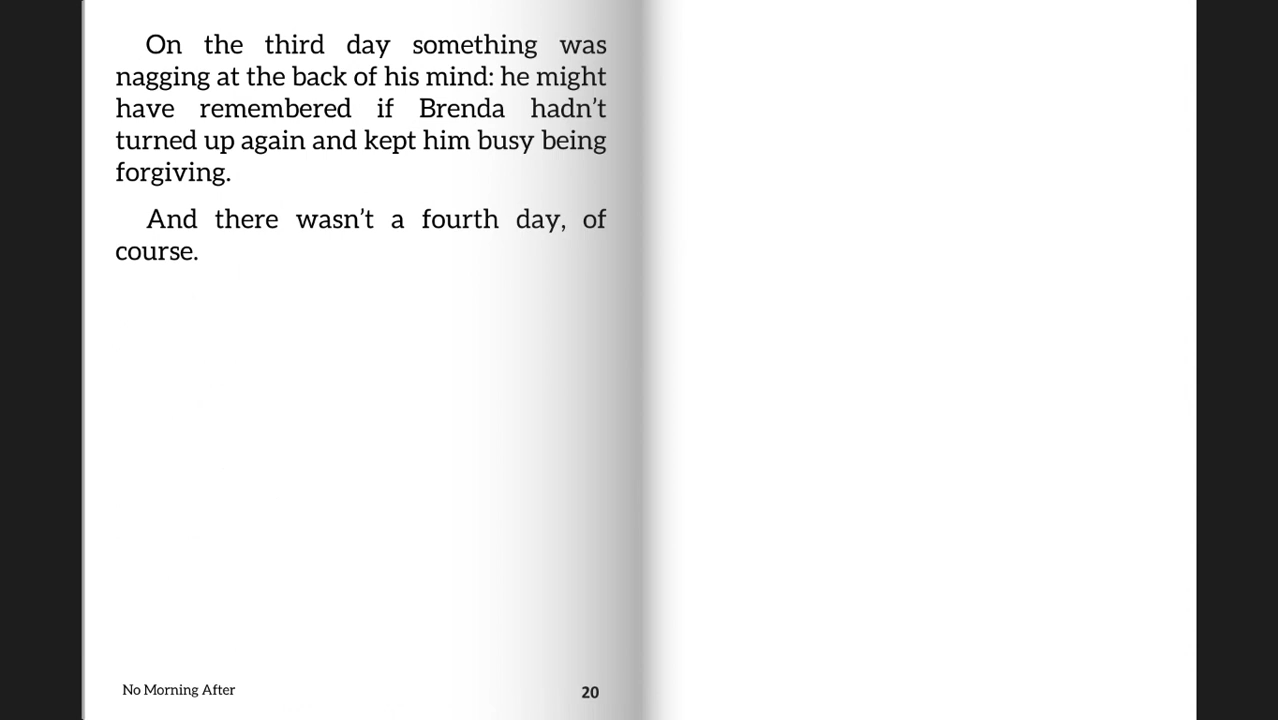 On the third day something was
nagging at the back of his mind: he might
have remembered if Brenda hadn’t
turned up again and kept him busy being
forgiving.
And there wasn’t a fourth day, of
course.
No Morning After
20